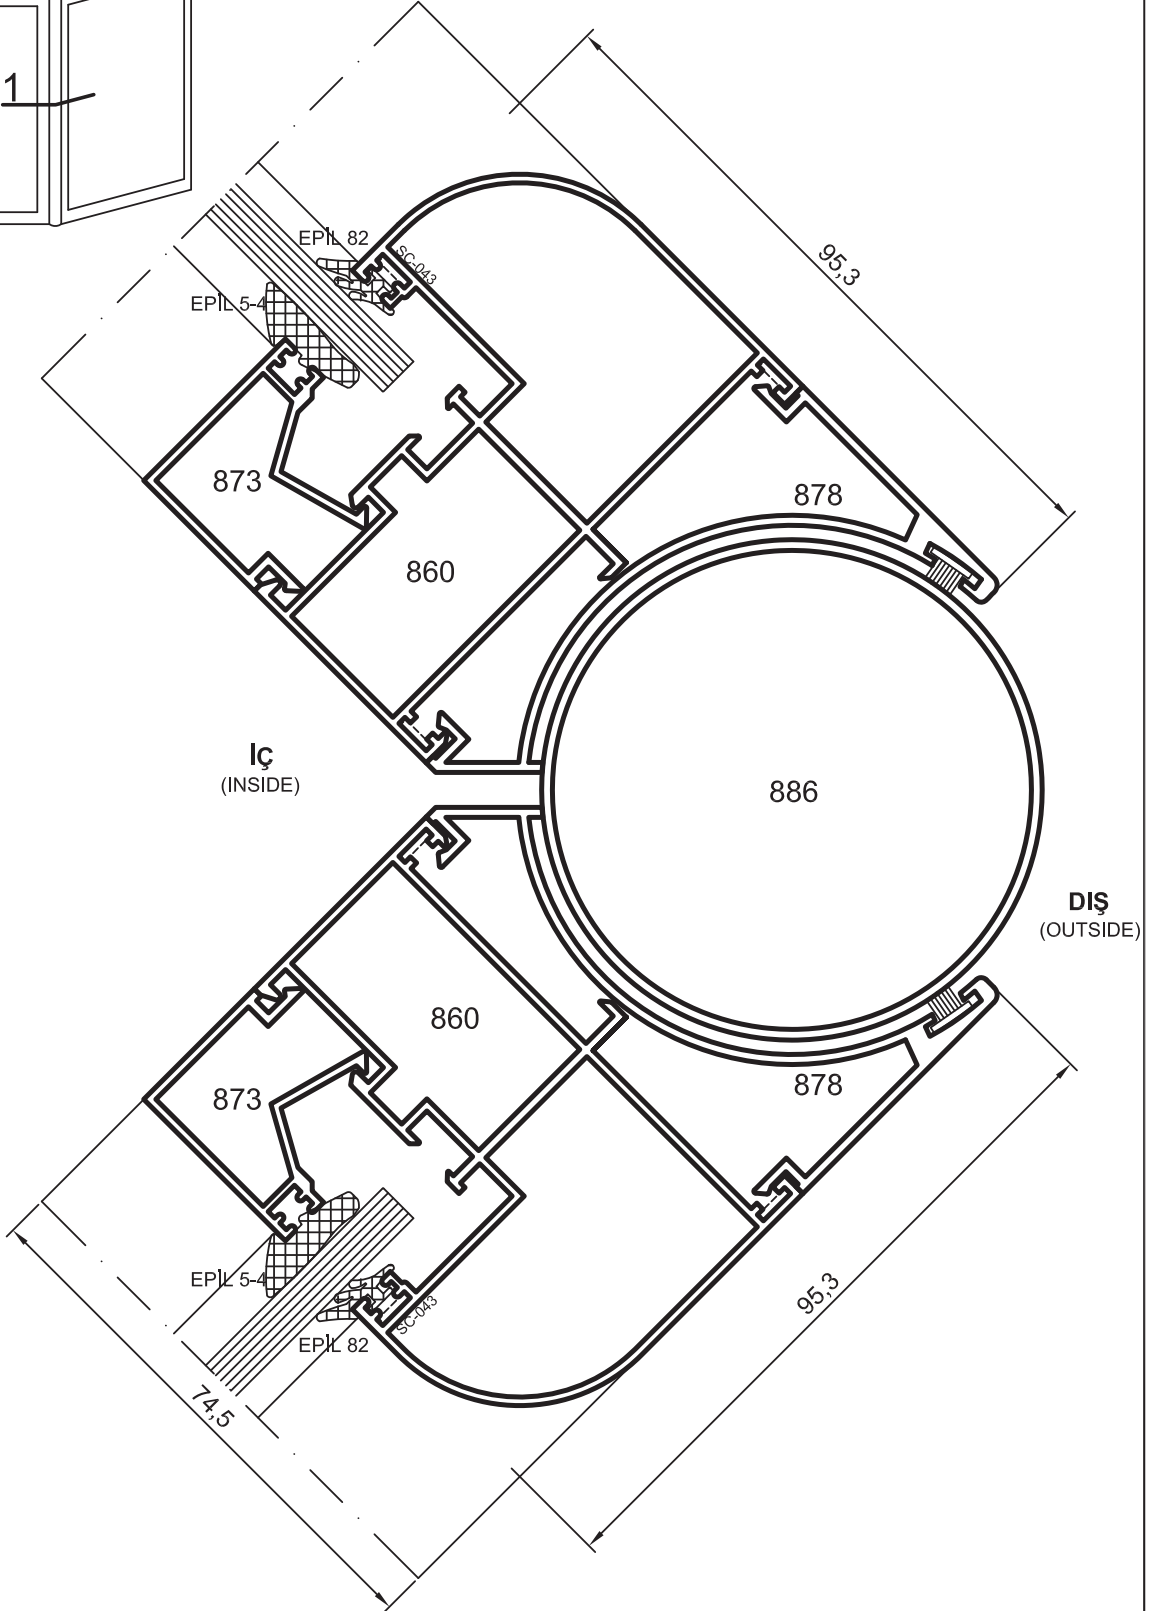 1
EPİL 82
SC-043
95,3
EPİL 5-4
873
878
860
İÇ
(INSIDE)
886
DIŞ
(OUTSIDE)
860
873
878
EPİL 5-4
SC-043
95,3
EPİL 82
74,5